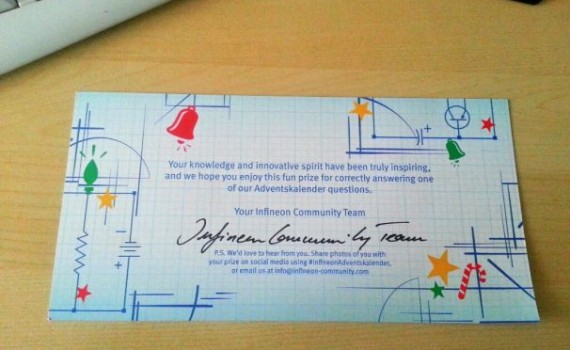 Your knowledge and innovative spirit have been truly inspiring,
and we hope you enjoy this fun prize for correctly answering one
of our Adventskalender questions.
Your Infineon Community Team
Infineon Community Team
P.S. We'd love to hear from you. Share photos of you with
your prize on social media using #InfineonAdventskalender,
or email us at info@infineon-community.com